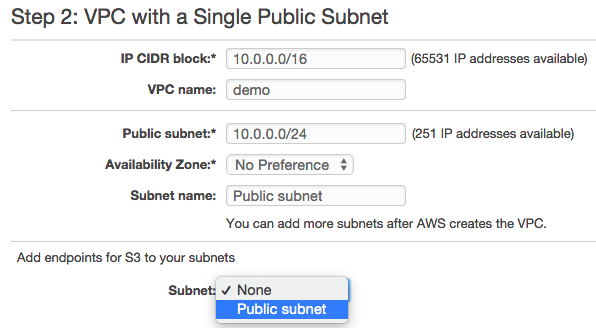 Step 2: VPC with a Single Public Subnet
IP CIDR block:* 10.0.0.0/16 (65531 IP addresses available)
VPC name: demo
Public subnet:* 10.0.0.0/24 (251 IP addresses available)
Availability Zone:* No Preference
Subnet name: Public subnet
You can add more subnets after AWS creates the VPC.
Add endpoints for S3 to your subnets
Subnet: ✓ None
Public subnet